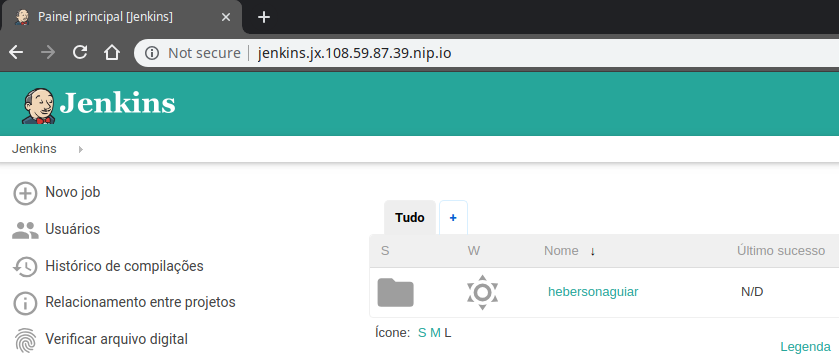 Painel principal [Jenkins]
Not secure | jenkins.jx.108.59.87.39.nip.io
Jenkins
Jenkins
Novo job
Usuários
Histórico de compilações
Relacionamento entre projetos
Verificar arquivo digital
Tudo +
S W Nome ↓ Último sucesso
hebersonaguiar N/D
Ícone: S M L
Legenda